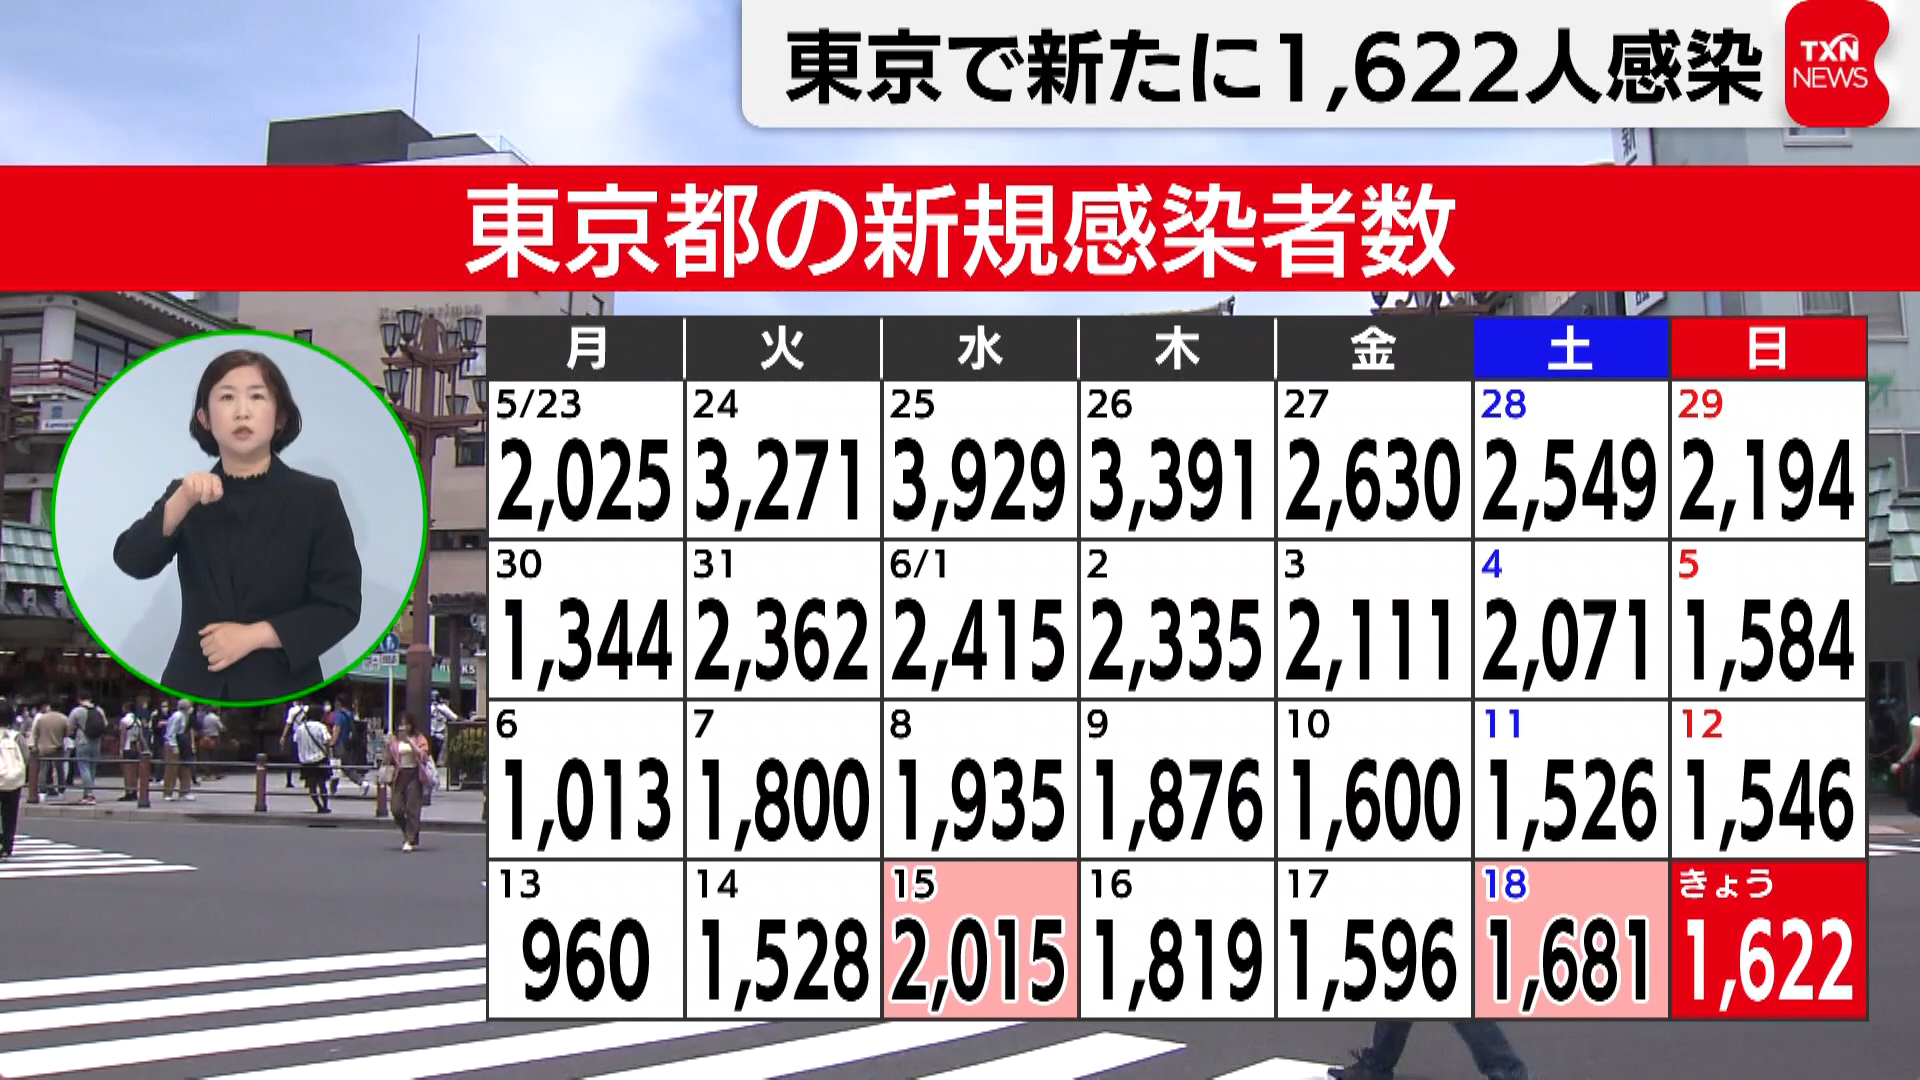 東京で新たに1,622人感染
TXN
NEWS
東京都の新規感染者数
月 火 水 木 金 土 日
5/23 24 25 26 27 28 29
2,025 3,271 3,929 3,391 2,630 2,549 2,194
30 31 6/1 2 3 4 5
1,344 2,362 2,415 2,335 2,111 2,071 1,584
6 7 8 9 10 11 12
1,013 1,800 1,935 1,876 1,600 1,526 1,546
13 14 15 16 17 18 きょう
960 1,528 2,015 1,819 1,596 1,681 1,622